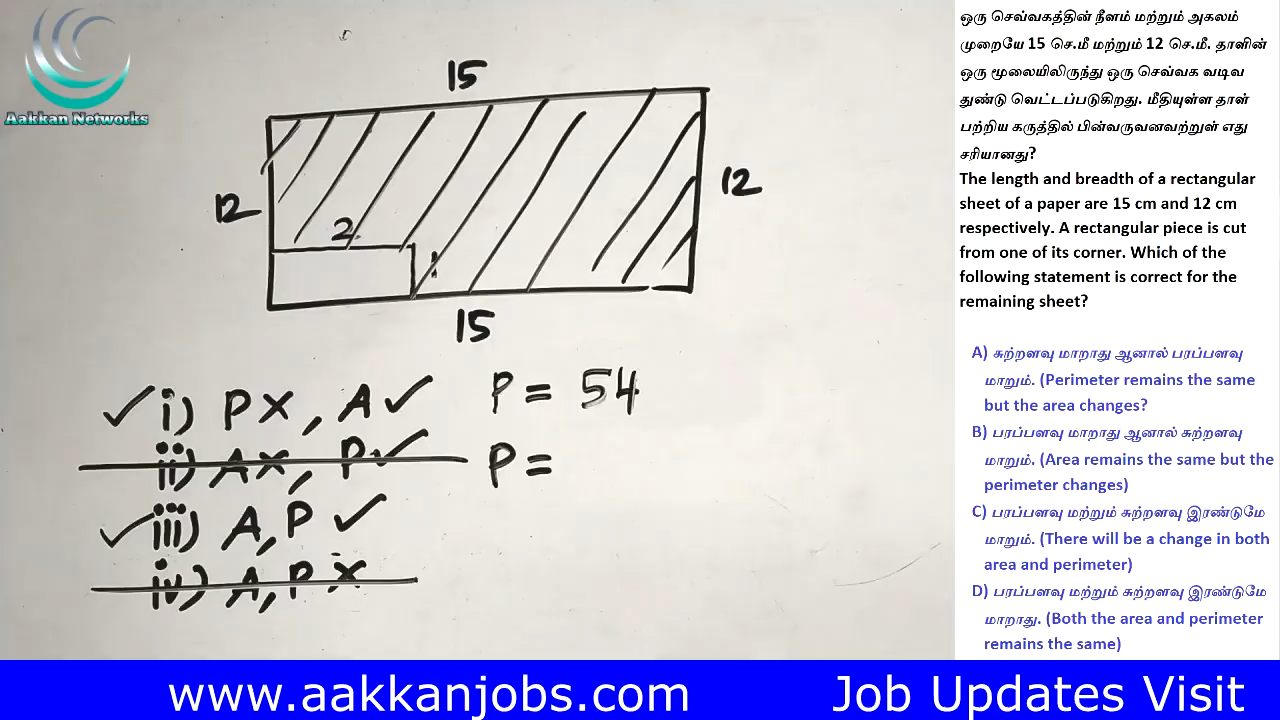 Aakkan Networks
15
12
12
2
1
15
i) P X, A ✓
P = 54
ii) A X, P ✓
P =
iii) A, P ✓
iv) A, P X
ஒரு செவ்வகத்தின் நீளம் மற்றும் அகலம்
முறையே 15 செ.மீ மற்றும் 12 செ.மீ. தாளின்
ஒரு மூலையிலிருந்து ஒரு செவ்வக வடிவ
துண்டு வெட்டப்படுகிறது. மீதியுள்ள தாள்
பற்றிய கருத்தில் பின்வருவனவற்றுள் எது
சரியானது?
The length and breadth of a rectangular
sheet of a paper are 15 cm and 12 cm
respectively. A rectangular piece is cut
from one of its corner. Which of the
following statement is correct for the
remaining sheet?
A) சுற்றளவு மாறாது ஆனால் பரப்பளவு
மாறும். (Perimeter remains the same
but the area changes?
B) பரப்பளவு மாறாது ஆனால் சுற்றளவு
மாறும். (Area remains the same but the
perimeter changes)
C) பரப்பளவு மற்றும் சுற்றளவு இரண்டுமே
மாறும். (There will be a change in both
area and perimeter)
D) பரப்பளவு மற்றும் சுற்றளவு இரண்டுமே
மாறாது. (Both the area and perimeter
remains the same)
www.aakkanjobs.com
Job Updates Visit